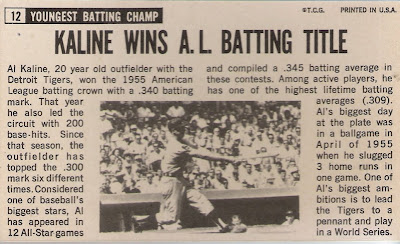 12 YOUNGEST BATTING CHAMP
©T.C.G. PRINTED IN U.S.A.
KALINE WINS A.L. BATTING TITLE
Al Kaline, 20 year old outfielder with the
Detroit Tigers, won the 1955 American
League batting crown with a .340 batting
mark. That year
he also led the
circuit with 200
base-hits. Since
that season, the
outfielder has
topped the .300
mark six different
times. Considered
one of baseball's
biggest stars, Al
has appeared in
12 All-Star games
and compiled a .345 batting average in
these contests. Among active players, he
has one of the highest lifetime batting
averages (.309).
Al's biggest day
at the plate was
in a ballgame in
April of 1955
when he slugged
3 home runs in
one game. One of
Al's biggest am-
bitions is to lead
the Tigers to a
pennant and play
in a World Series.